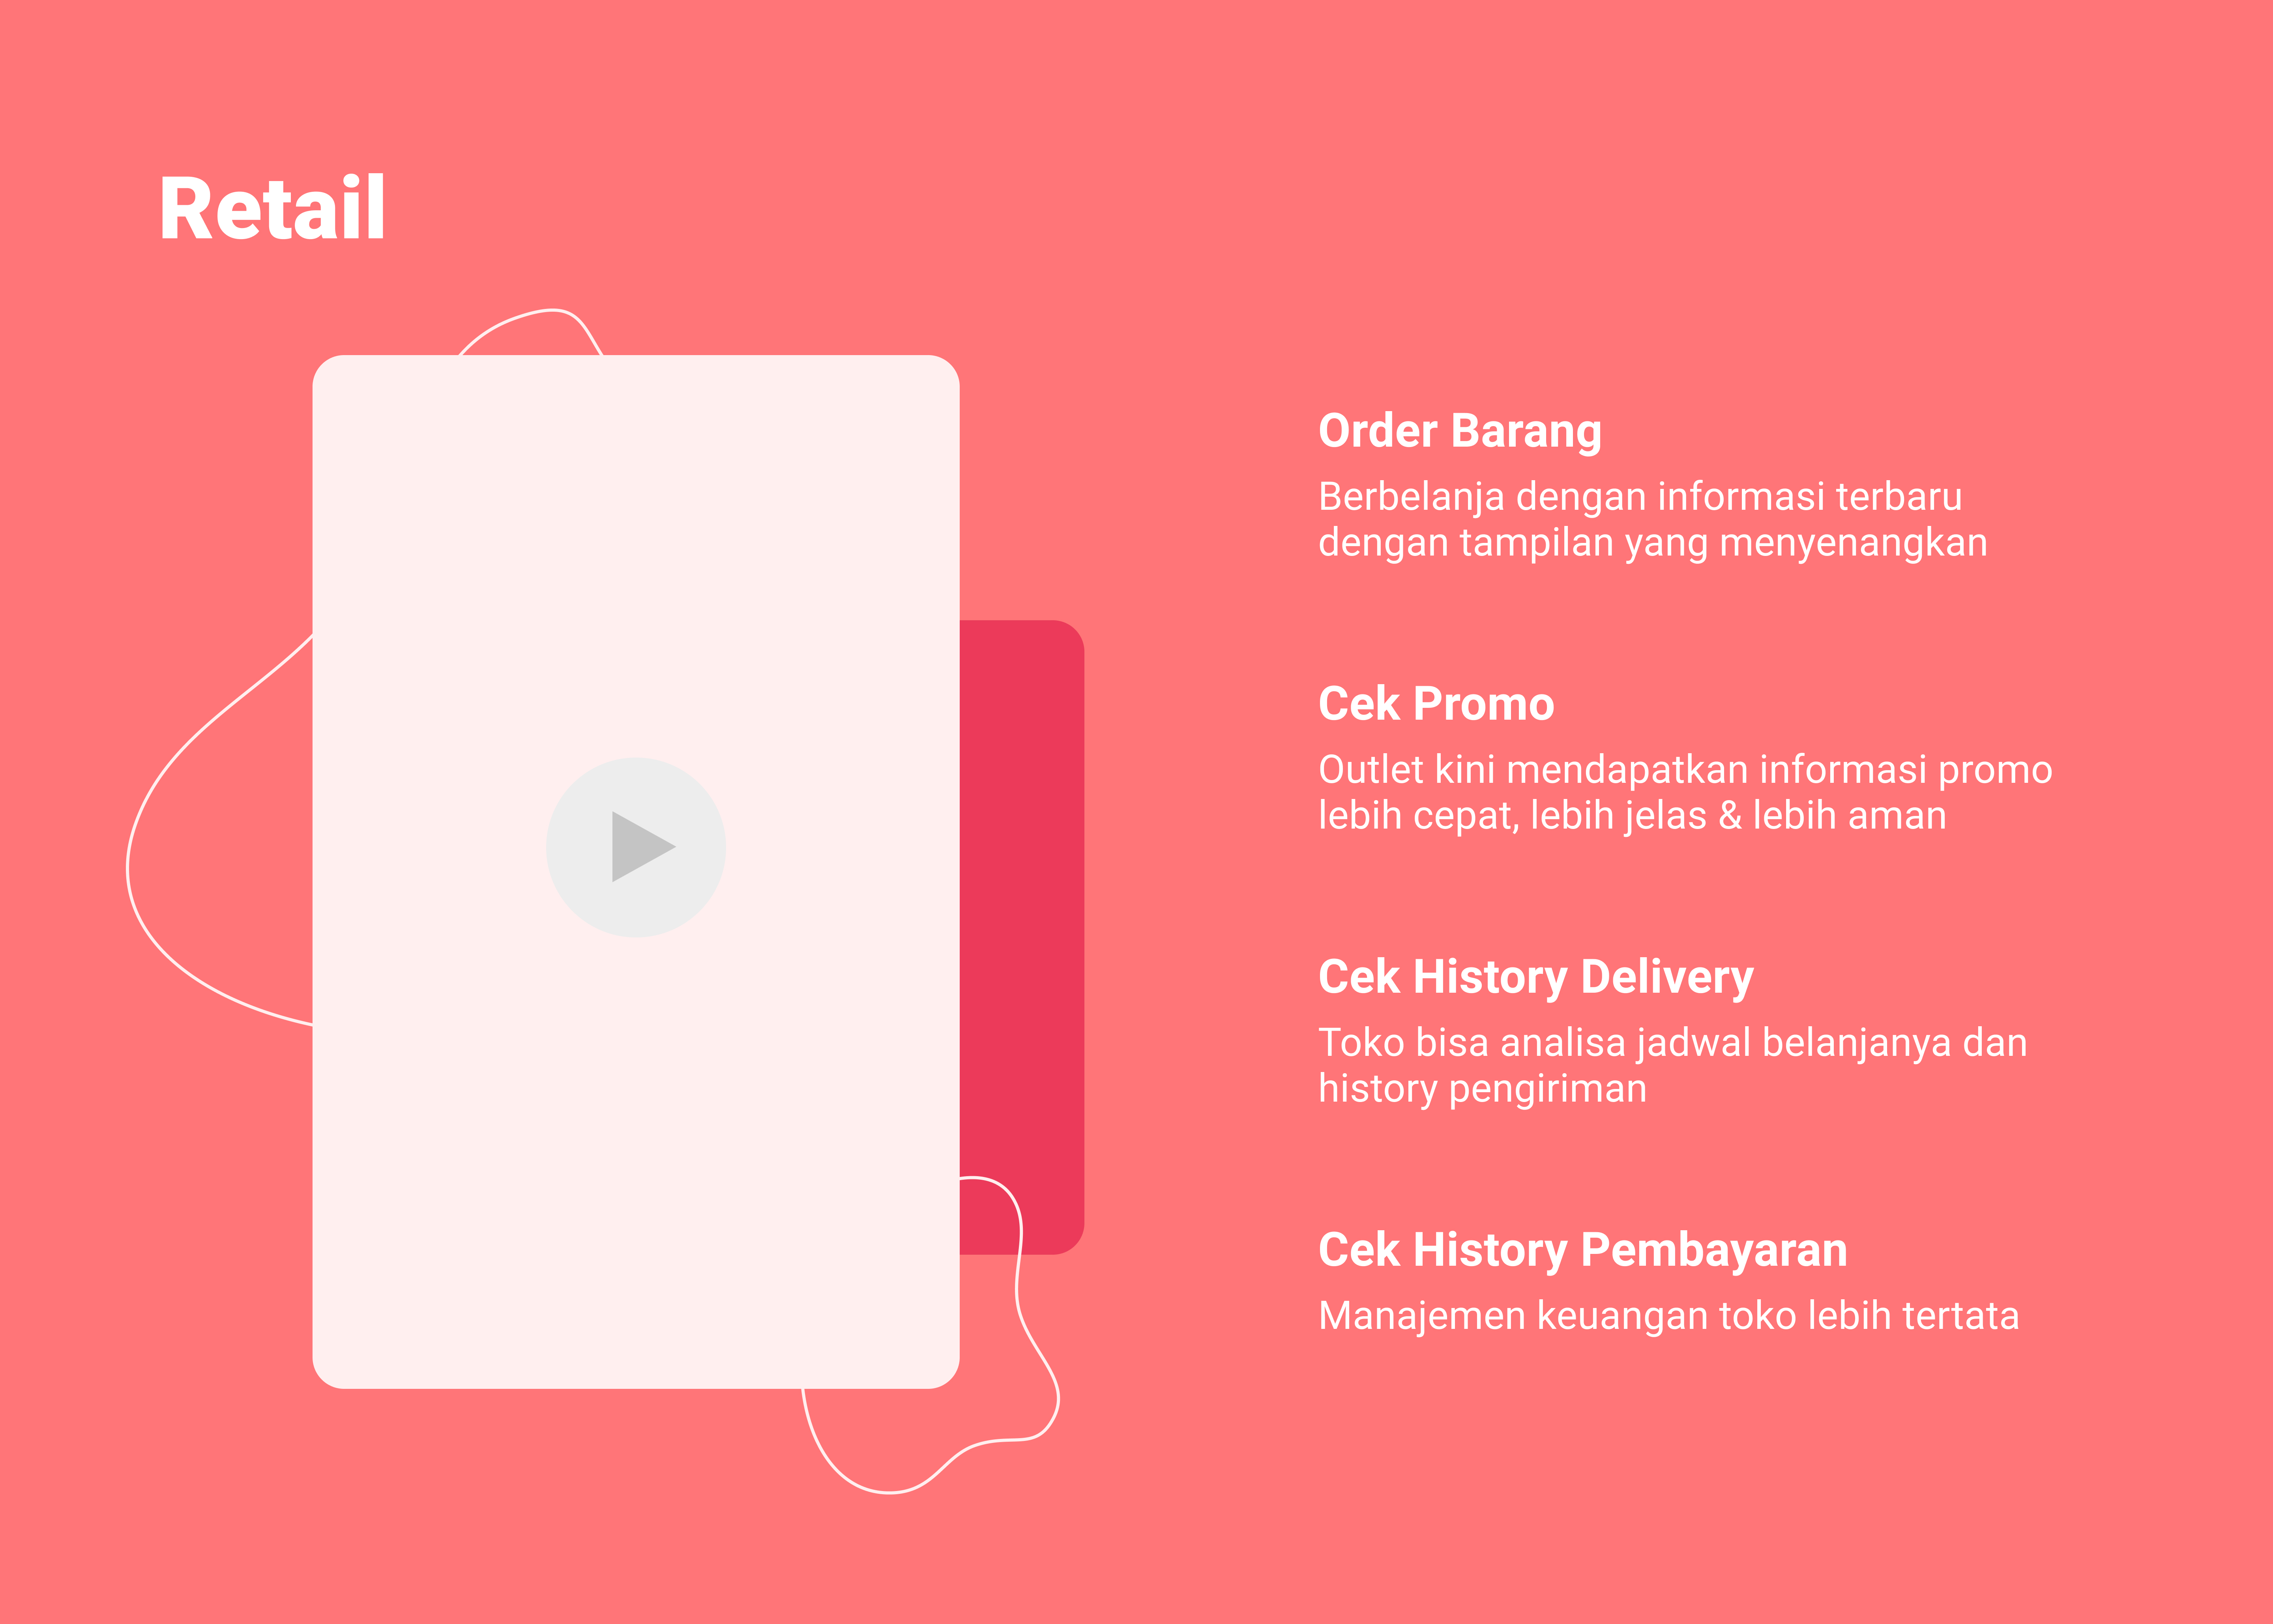 Retail
Order Barang
Berbelanja dengan informasi terbaru
dengan tampilan yang menyenangkan
Cek Promo
Outlet kini mendapatkan informasi promo
lebih cepat, lebih jelas & lebih aman
Cek History Delivery
Toko bisa analisa jadwal belanjanya dan
history pengiriman
Cek History Pembayaran
Manajemen keuangan toko lebih tertata